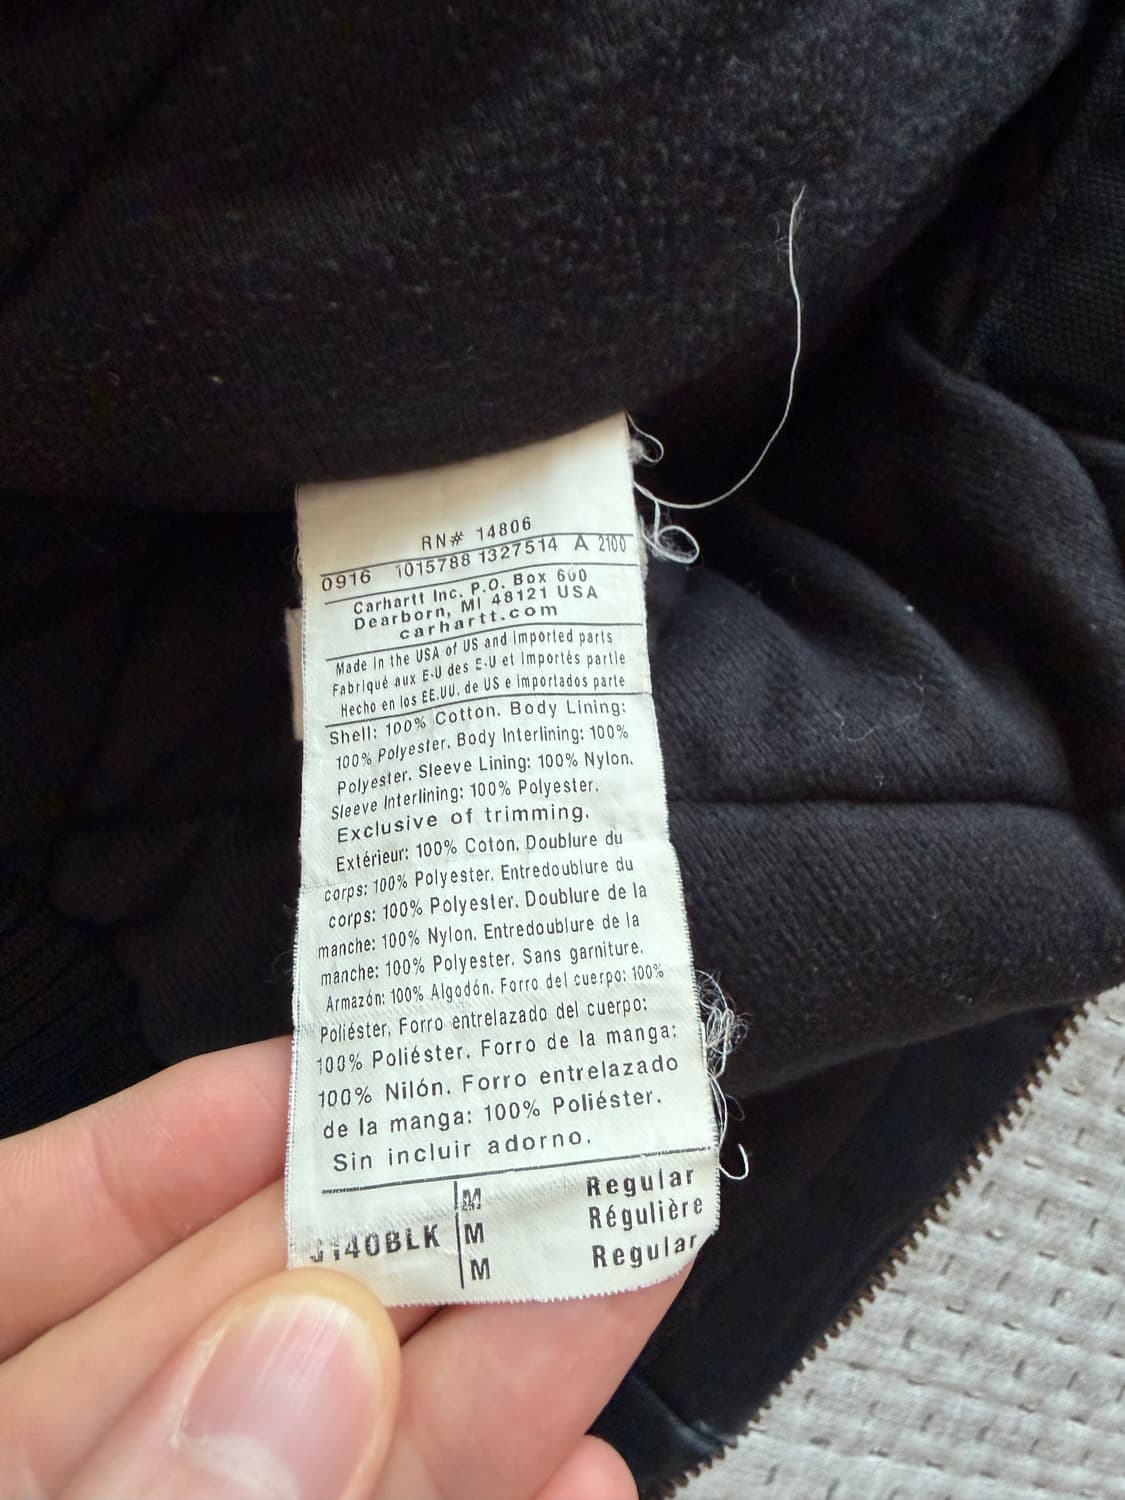 RN# 14806
0916 1015788 1327514 A 2100
Carhartt Inc. P.O. Box 600
Dearborn, MI 48121 USA
carhartt.com
Made in the USA of US and imported parts
Fabriqué aux E-U des E-U et importés partie
Hecho en los EE.UU. de US e importados parte
Shell: 100% Cotton. Body Lining:
100% Polyester. Body Interlining: 100%
Polyester. Sleeve Lining: 100% Nylon.
Sleeve Interlining: 100% Polyester.
Exclusive of trimming.
Extérieur: 100% Coton. Doublure du
corps: 100% Polyester. Entredoublure du
corps: 100% Polyester. Doublure de la
manche: 100% Nylon. Entredoublure de la
manche: 100% Polyester. Sans garniture.
Armazón: 100% Algodón. Forro del cuerpo: 100%
Poliéster. Forro entrelazado del cuerpo:
100% Poliéster. Forro de la manga:
100% Nilón. Forro entrelazado
de la manga: 100% Poliéster.
Sin incluir adorno.
M Regular
J140BLK M Régulière
M Regular